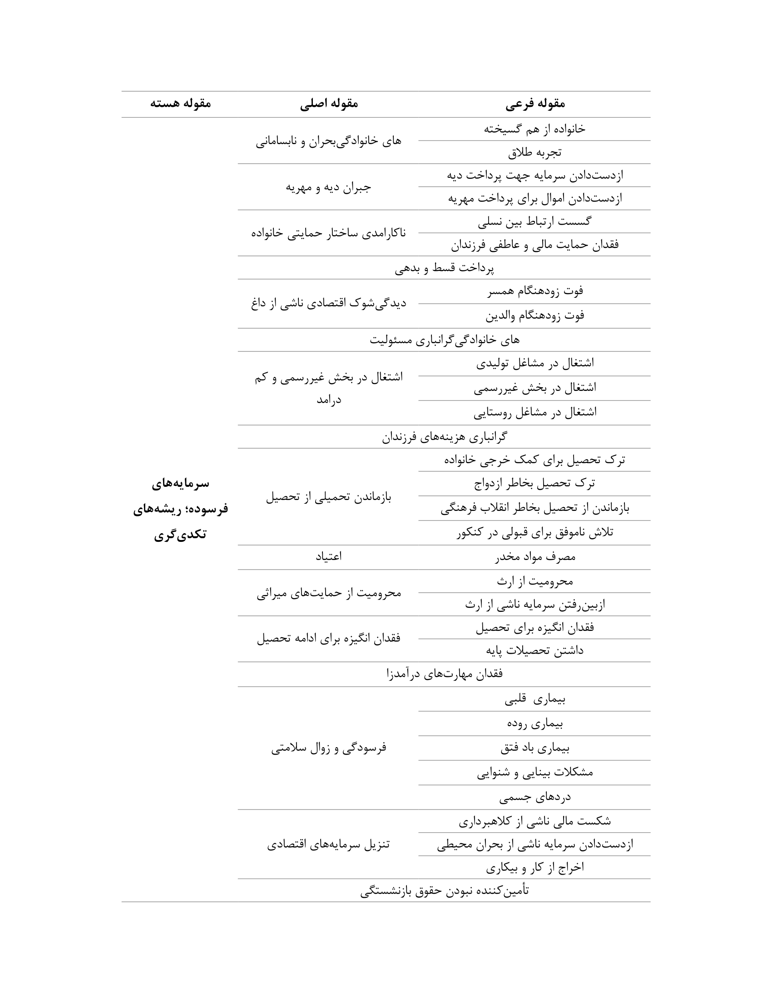 مقوله فرعی مقوله اصلی مقوله هسته
خانواده از هم گسیخته
های خانوادگی‌بحران و نابسامانی
تجربه طلاق
ازدست‌دادن سرمایه جهت پرداخت دیه
جبران دیه و مهریه
ازدست‌دادن اموال برای پرداخت مهریه
گسست ارتباط بین نسلی
ناکارامدی ساختار حمایتی خانواده
فقدان حمایت مالی و عاطفی فرزندان
پرداخت قسط و بدهی
فوت زودهنگام همسر
دیدگی‌شوک اقتصادی ناشی از داغ
فوت زودهنگام والدین
های خانوادگی‌گرانباری مسئولیت
اشتغال در مشاغل تولیدی
اشتغال در بخش غیررسمی
اشتغال در مشاغل روستایی
اشتغال در بخش غیررسمی و کم
درامد
گرانباری هزینه‌های فرزندان
ترک تحصیل برای کمک خرجی خانواده
ترک تحصیل بخاطر ازدواج
بازماندن از تحصیل بخاطر انقلاب فرهنگی
تلاش ناموفق برای قبولی در کنکور
بازماندن تحمیلی از تحصیل
سرمایه‌های
فرسوده؛ ریشه‌های
تکدی‌گری
مصرف مواد مخدر اعتیاد
محرومیت از ارث
محرومیت از حمایت‌های میراثی
ازبین‌رفتن سرمایه ناشی از ارث
فقدان انگیزه برای تحصیل
فقدان انگیزه برای ادامه تحصیل
داشتن تحصیلات پایه
فقدان مهارت‌های درآمدزا
بیماری قلبی
بیماری روده
بیماری باد فتق فرسودگی و زوال سلامتی
مشکلات بینایی و شنوایی
دردهای جسمی
شکست مالی ناشی از کلاهبرداری
ازدست‌دادن سرمایه ناشی از بحران محیطی تنزیل سرمایه‌های اقتصادی
اخراج از کار و بیکاری
تأمین‌کننده نبودن حقوق بازنشستگی